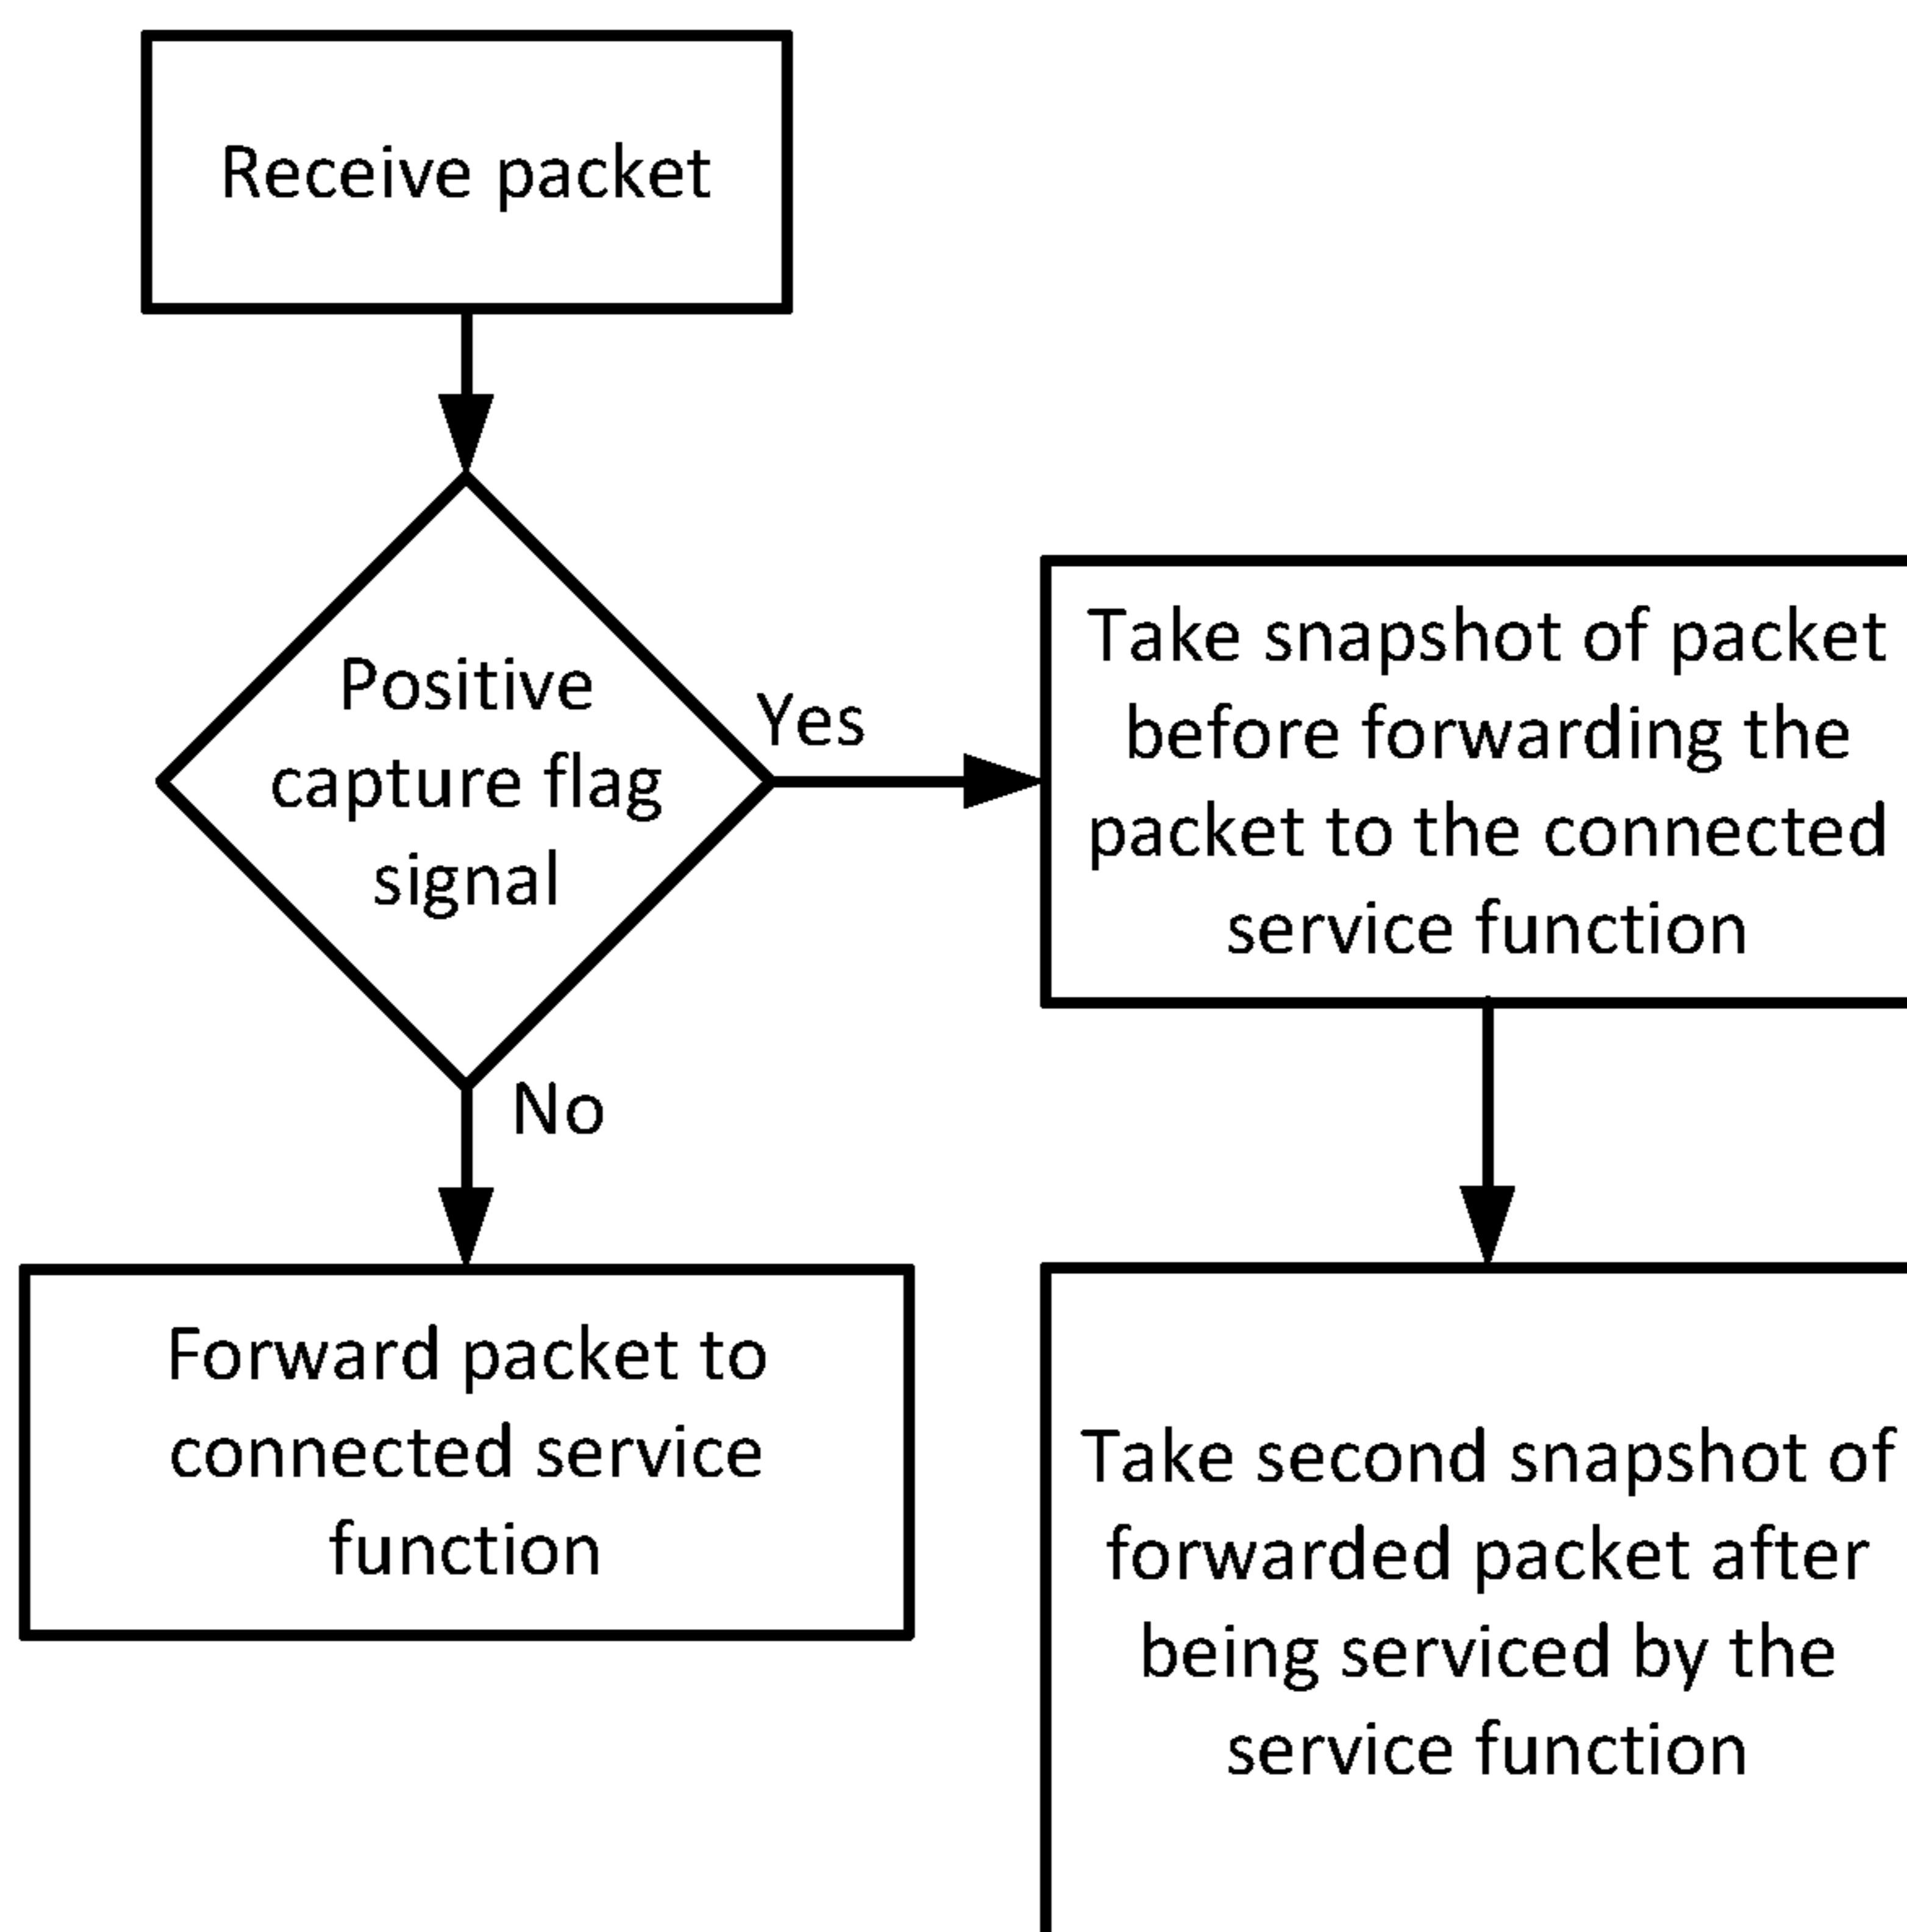 Receive packet
Positive
capture flag
signal
Yes
Take snapshot of packet
before forwarding the
packet to the connected
service function
No
Forward packet to
connected service
function
Take second snapshot of
forwarded packet after
being serviced by the
service function